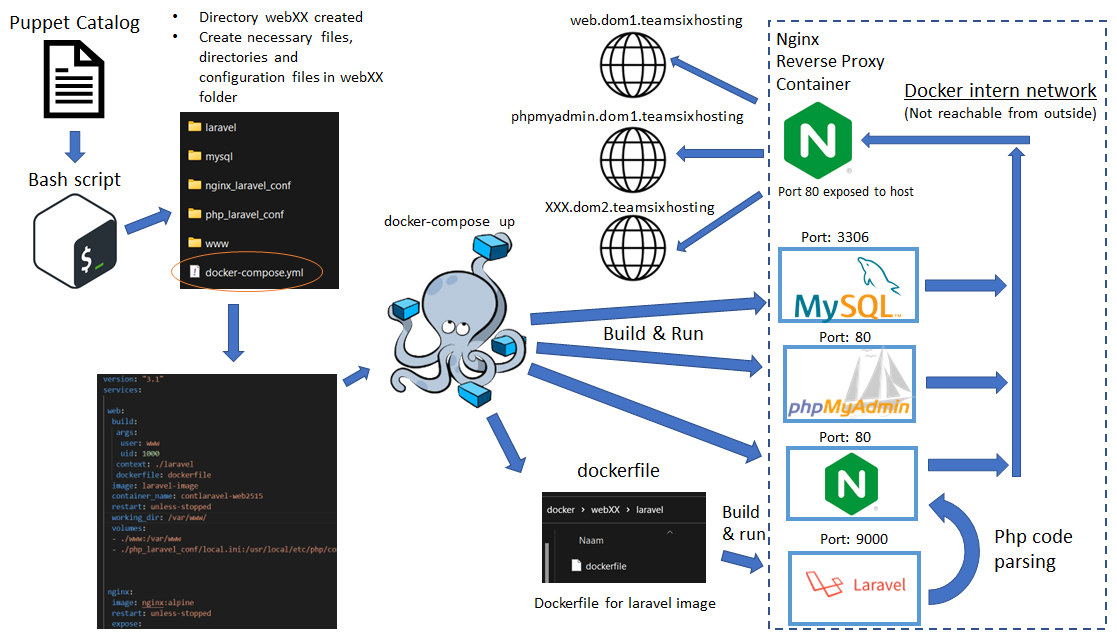 Puppet Catalog
• Directory webXX created
• Create necessary files,
directories and
configuration files in webXX
folder
Bash script
$_
laravel
mysql
nginx_laravel_conf
php_laravel_conf
www
! docker-compose.yml
version: "3.1"
services:
web:
build:
args:
user: www
uid: 1000
context: ./laravel
dockerfile: dockerfile
image: laravel-image
container_name: contlaravel-web2515
restart: unless-stopped
working_dir: /var/www/
volumes:
- ./www:/var/www
- ./php_laravel_conf/local.ini:/usr/local/etc/php/co
nginx:
image: nginx:alpine
restart: unless-stopped
expose:
docker-compose up
web.dom1.teamsixhosting
phpmyadmin.dom1.teamsixhosting
XXX.dom2.teamsixhosting
Build & Run
dockerfile
docker > webXX > laravel
Naam
dockerfile
Dockerfile for laravel image
Build
& run
Nginx
Reverse Proxy
Container
N
Port 80 exposed to host
Docker intern network
(Not reachable from outside)
Port: 3306
MySQL™
Port: 80
phpMyAdmin
Port: 80
N
Port: 9000
Laravel
Php code
parsing